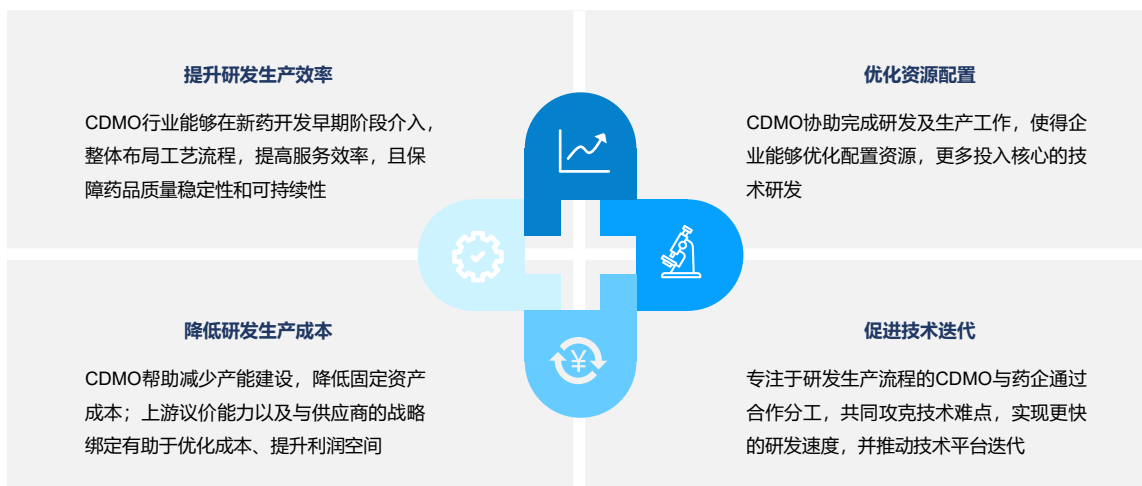 提升研发生产效率
CDMO行业能够在新药开发早期阶段介入，
整体布局工艺流程，提高服务效率，且保
障药品质量稳定性和可持续性
优化资源配置
CDMO协助完成研发及生产工作，使得企
业能够优化配置资源，更多投入核心的技
术研发
降低研发生产成本
CDMO帮助减少产能建设，降低固定资产
成本；上游议价能力以及与供应商的战略
绑定有助于优化成本、提升利润空间
促进技术迭代
专注于研发生产流程的CDMO与药企通过
合作分工，共同攻克技术难点，实现更快
的研发速度，并推动技术平台迭代
¥